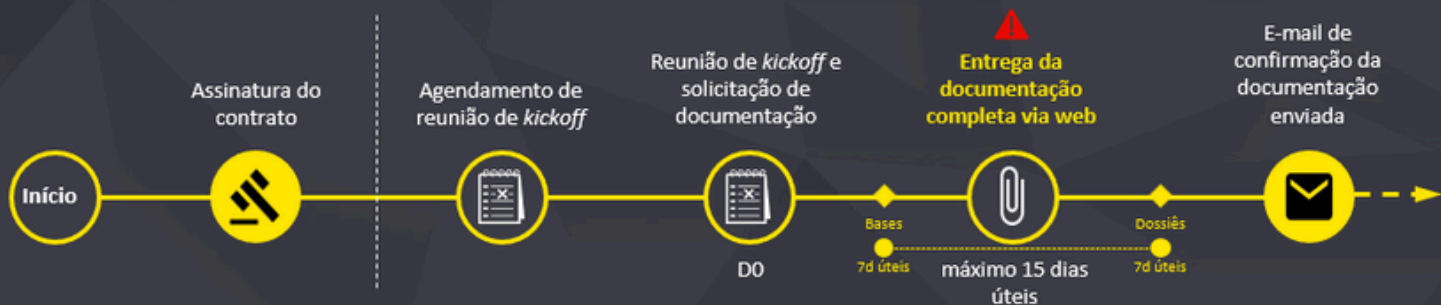 Início
Assinatura do
contrato
Agendamento de
reunião de kickoff
Reunião de kickoff e
solicitação de
documentação
D0
Bases
7d úteis
Entrega da
documentação
completa via web
máximo 15 dias
úteis
Dossiês
7d úteis
E-mail de
confirmação da
documentação
enviada